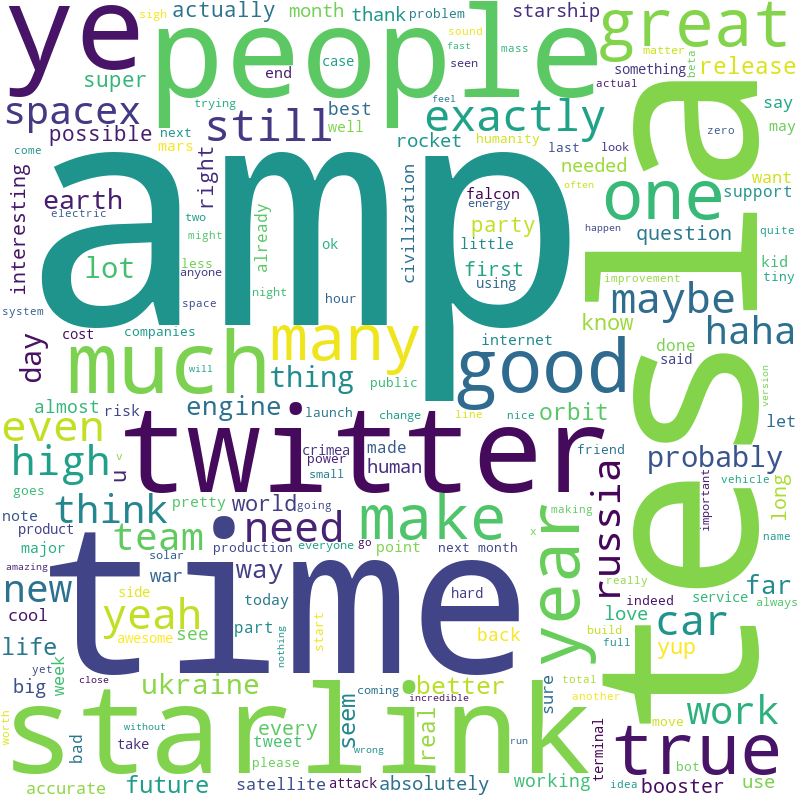 sigh
actually
month
thank
problem
starship
great
ye
people
super
end
case
sound
fast
mass
seen
matter
something
release
actual
beta
spacex
trying
best
feel
exactly
say
possible
next
mars
still
well
rocket
humanity
last
look
zero
may
come
right
needed
want
interesting
earth
electric
amp
falcon
energy
often
one
support
tesla
two
already
party
civilization
happen
question
quite
might
ok
little
lot
less
anyone
night
first
kid
tiny
system
space
hour
using
improvement
maybe
day
cost
companies
many
internet
know
haha
much
will
thing
public
good
done
said
version
almost
risk
engine
launch
change
line
nice
orbit
let
even
twitter
crimea
made
friend
high
u
v
power
human
probably
goes
small
going
russia
important
vehicle
long
note
think
pretty
world
need
make
year
making
product
team
major
production
everyone
go
point
next month
x
name
amazing
solar
way
really
new
time
war
hard
service
far
always
cool
side
today
indeed
yeah
awesome
see
part
nothing
start
back
love
car
build
full
life
yet
week
close
yup
big
ukraine
coming
better
incredible
sure
total
another
starlink
worth
bad
without
take
every
tweet
please
seem
wrong
real
run
terminal
move
work
true
bot
idea
booster
use
accurate
future
satellite
attack
absolutely
working